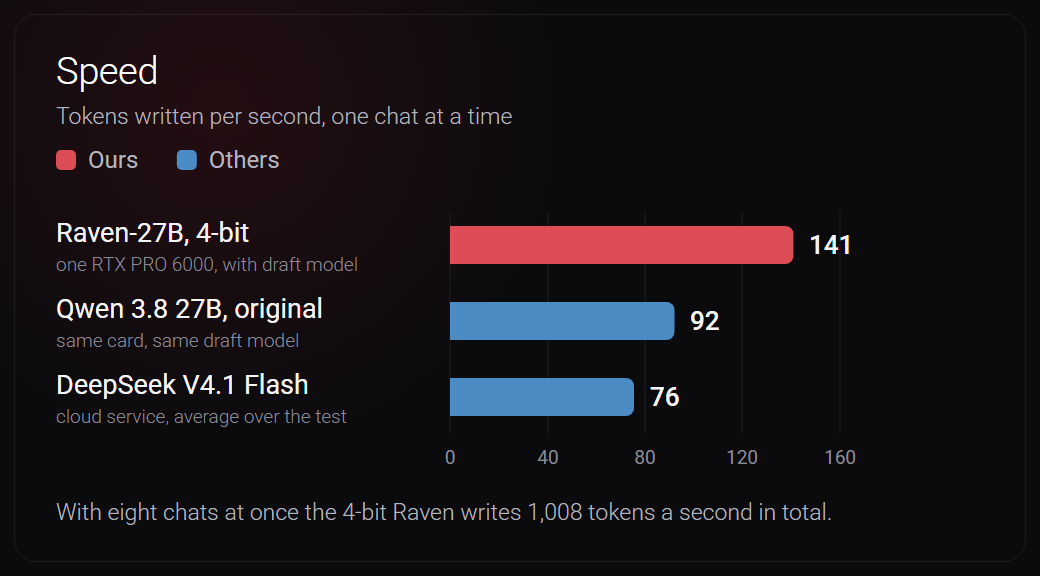 Speed
Tokens written per second, one chat at a time
Ours Others
Raven-27B, 4-bit
one RTX PRO 6000, with draft model
141
Qwen 3.8 27B, original
same card, same draft model
92
DeepSeek V4.1 Flash
cloud service, average over the test
76
0 40 80 120 160
With eight chats at once the 4-bit Raven writes 1,008 tokens a second in total.